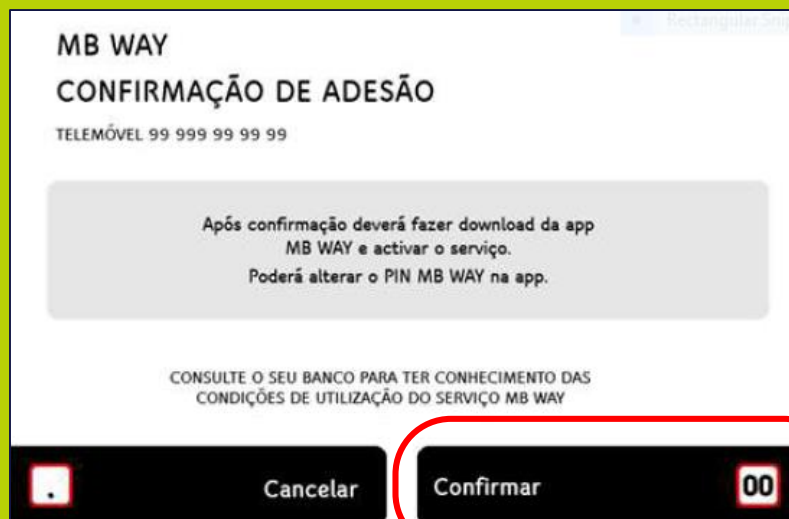 Rectangular Snip
MB WAY
CONFIRMAÇÃO DE ADESÃO
TELEMÓVEL 99 999 99 99 99
Após confirmação deverá fazer download da app
MB WAY e activar o serviço.
Poderá alterar o PIN MB WAY na app.
CONSULTE O SEU BANCO PARA TER CONHECIMENTO DAS
CONDIÇÕES DE UTILIZAÇÃO DO SERVIÇO MB WAY
. Cancelar Confirmar 00